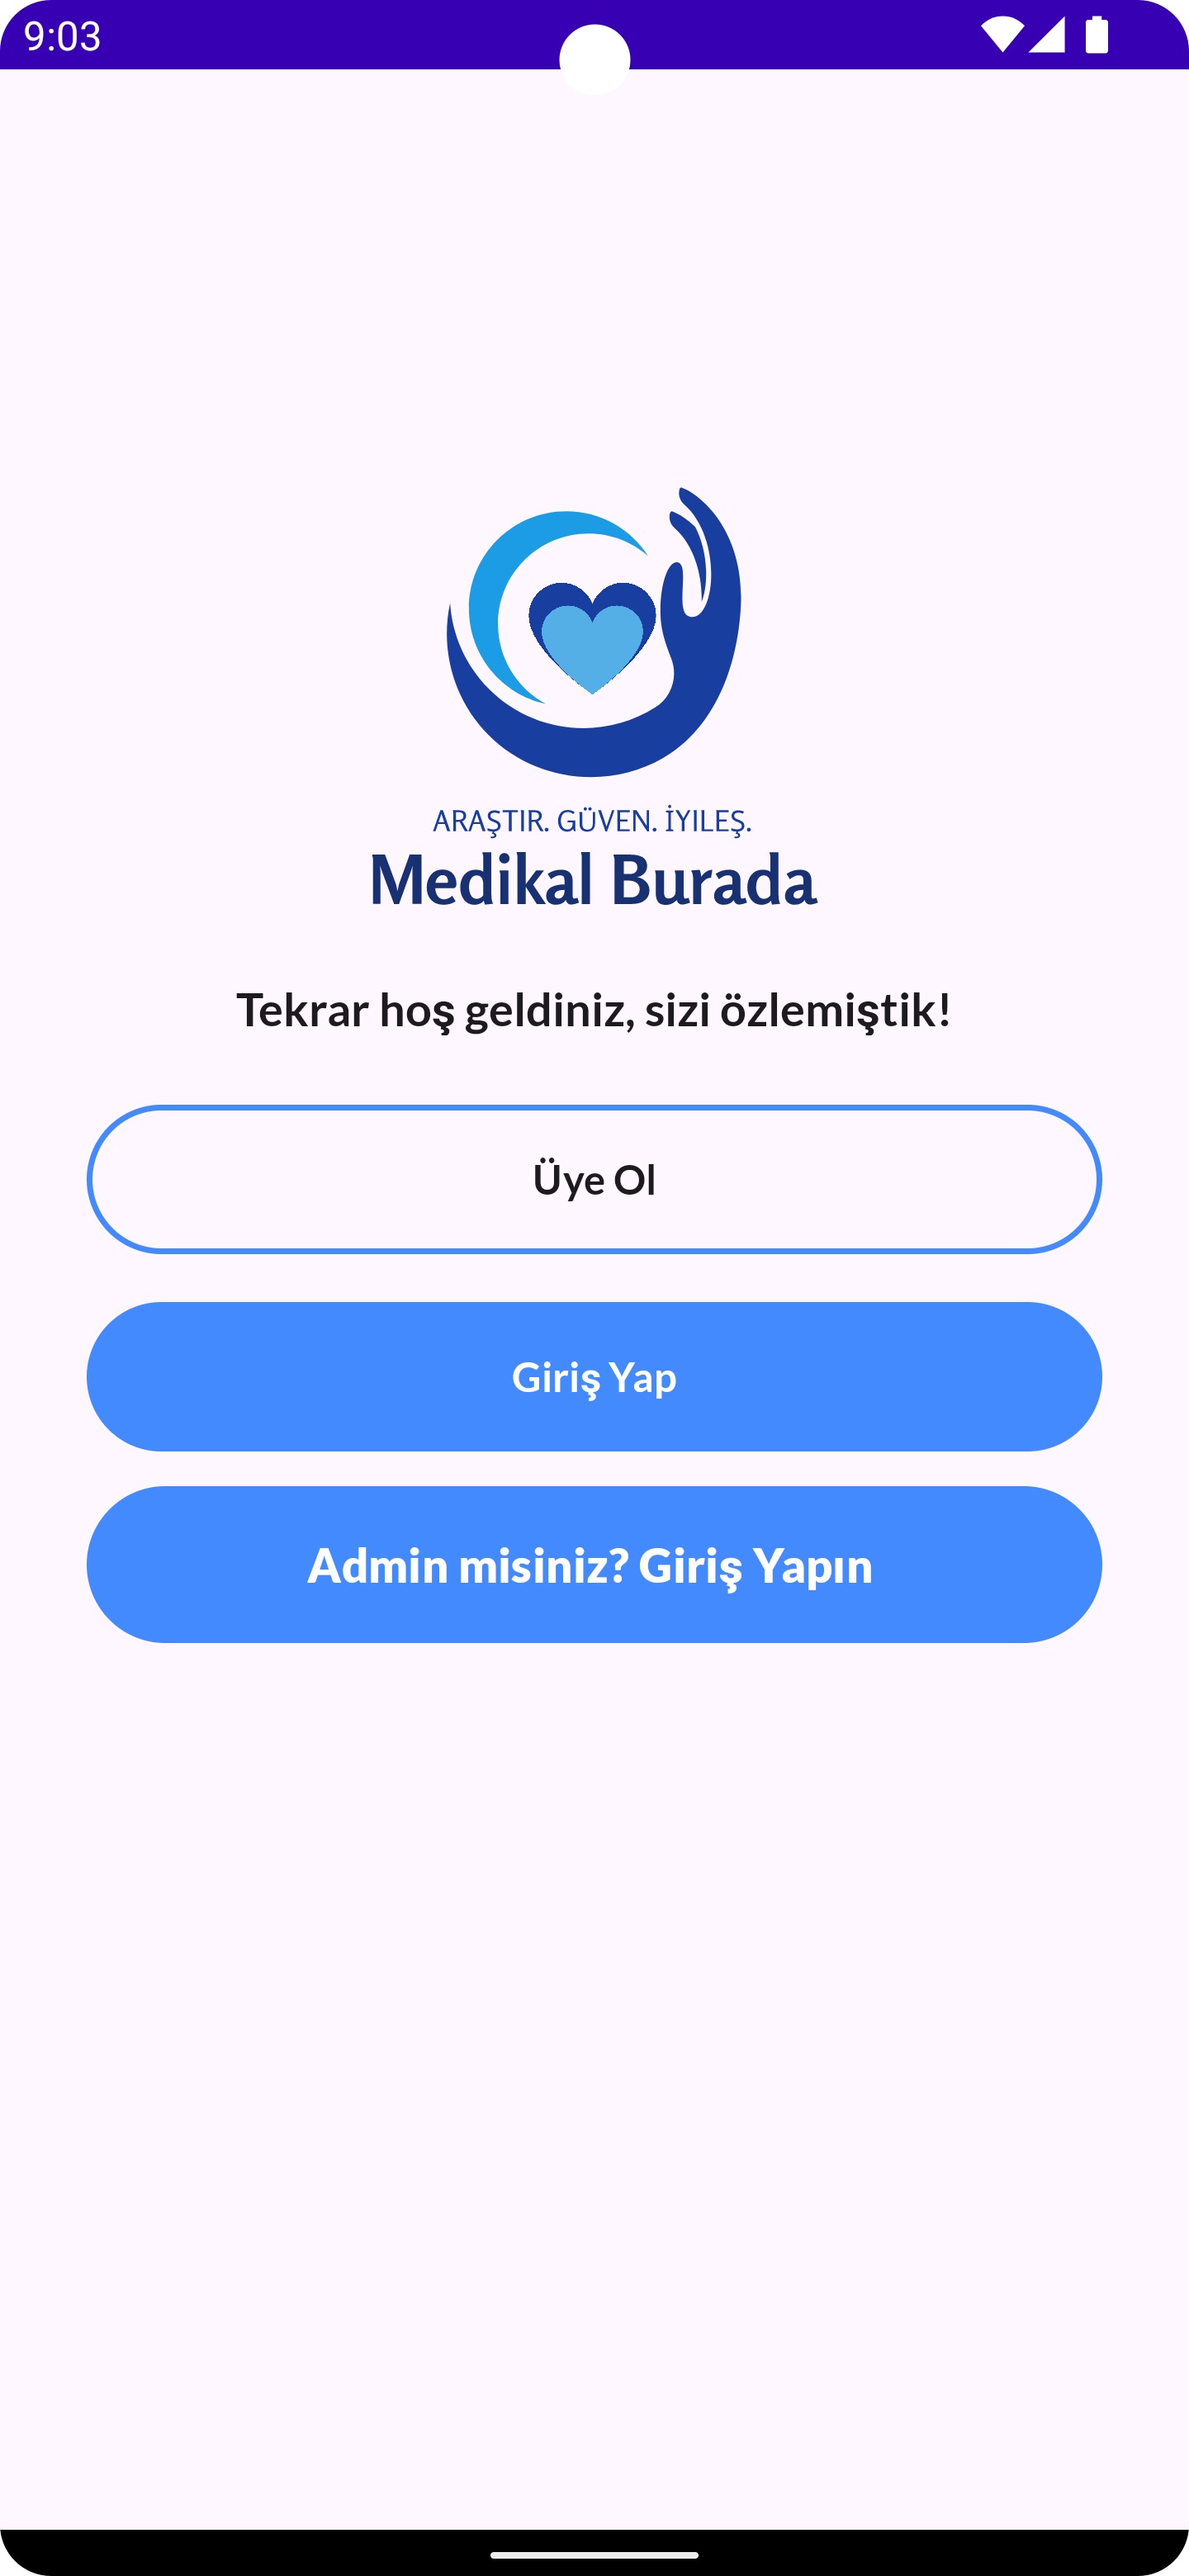 9:03
ARAŞTIR. GÜVEN. İYILEŞ.
Medikal Burada
Tekrar hoş geldiniz, sizi özlemiştik!
Üye Ol
Giriş Yap
Admin misiniz? Giriş Yapın